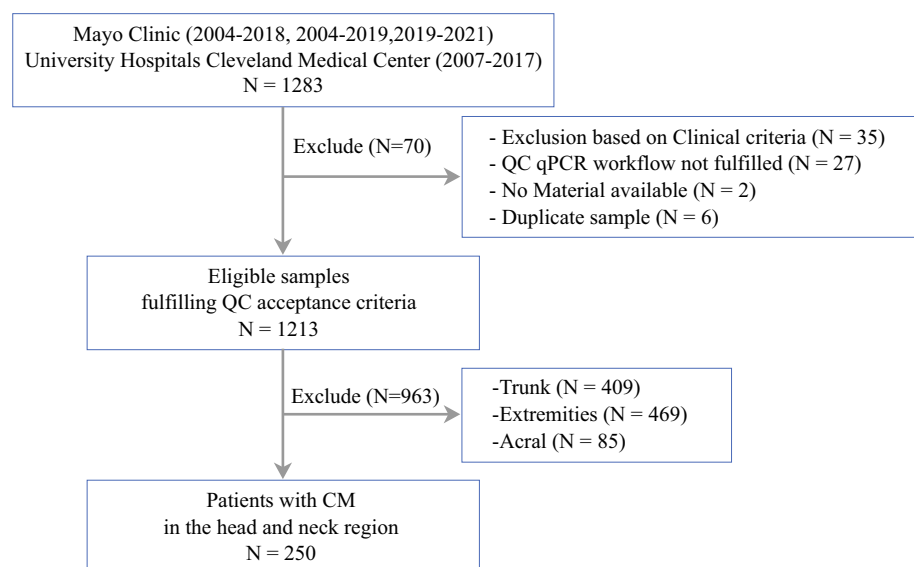 Mayo Clinic (2004-2018, 2004-2019,2019-2021)
University Hospitals Cleveland Medical Center (2007-2017)
N = 1283
Exclude (N=70)
- Exclusion based on Clinical criteria (N = 35)
- QC qPCR workflow not fulfilled (N = 27)
- No Material available (N = 2)
- Duplicate sample (N = 6)
Eligible samples
fulfilling QC acceptance criteria
N = 1213
Exclude (N=963)
-Trunk (N = 409)
-Extremities (N = 469)
-Acral (N = 85)
Patients with CM
in the head and neck region
N = 250